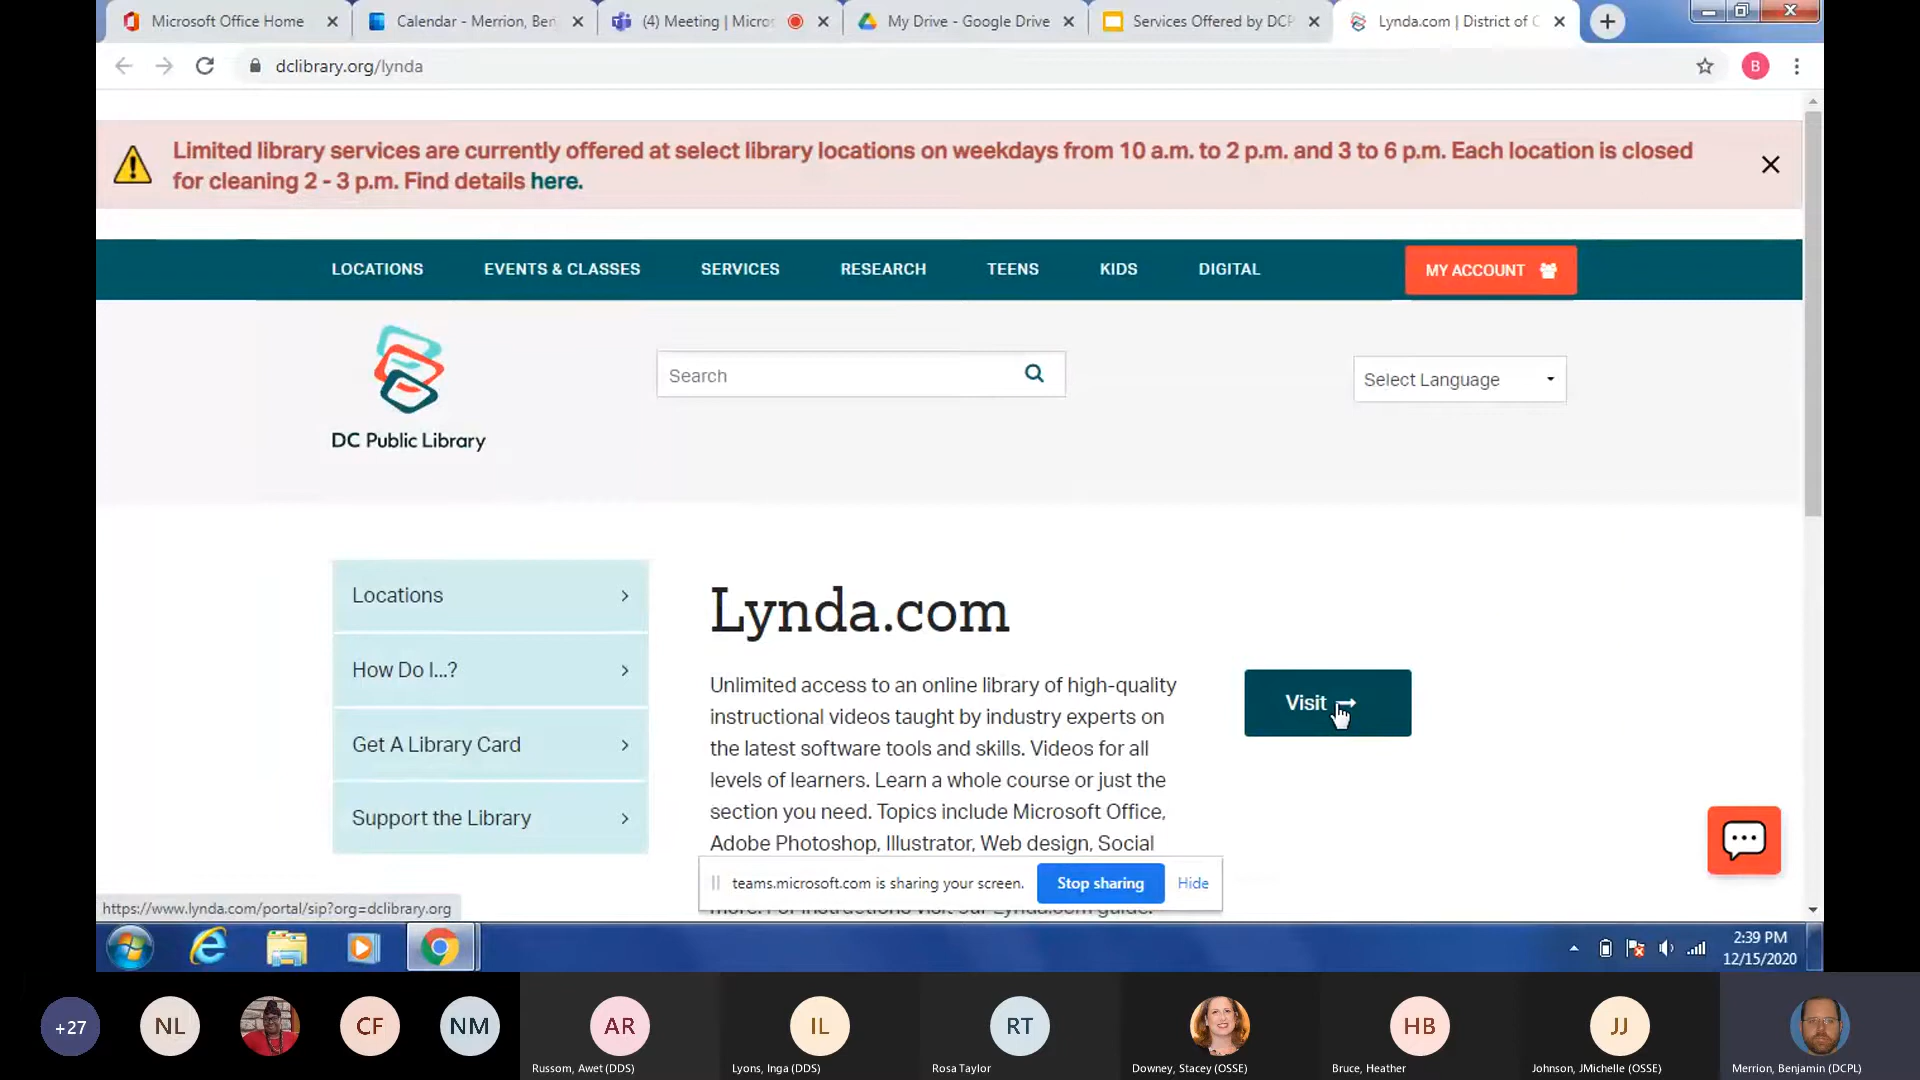 Microsoft Office Home
Calendar - Merrion, Ben
(4) Meeting | Micros
My Drive - Google Drive
Services Offered by DCP
Lynda.com | District of C
dclibrary.org/lynda
B
Limited library services are currently offered at select library locations on weekdays from 10 a.m. to 2 p.m. and 3 to 6 p.m. Each location is closed
for cleaning 2 - 3 p.m. Find details here.
LOCATIONS
EVENTS & CLASSES
SERVICES
RESEARCH
TEENS
KIDS
DIGITAL
MY ACCOUNT
Search
Select Language
DC Public Library
Locations
How Do I...?
Get A Library Card
Support the Library
Lynda.com
Unlimited access to an online library of high-quality
instructional videos taught by industry experts on
the latest software tools and skills. Videos for all
levels of learners. Learn a whole course or just the
section you need. Topics include Microsoft Office,
Adobe Photoshop, Illustrator, Web design, Social
Visit
teams.microsoft.com is sharing your screen.
Stop sharing
Hide
https://www.lynda.com/portal/sip?org=dclibrary.org
2:39 PM
12/15/2020
+27
NL
CF
NM
AR
IL
RT
HB
JJ
Russom, Awet (DDS)
Lyons, Inga (DDS)
Rosa Taylor
Downey, Stacey (OSSE)
Bruce, Heather
Johnson, JMichelle (OSSE)
Merrion, Benjamin (DCPL)